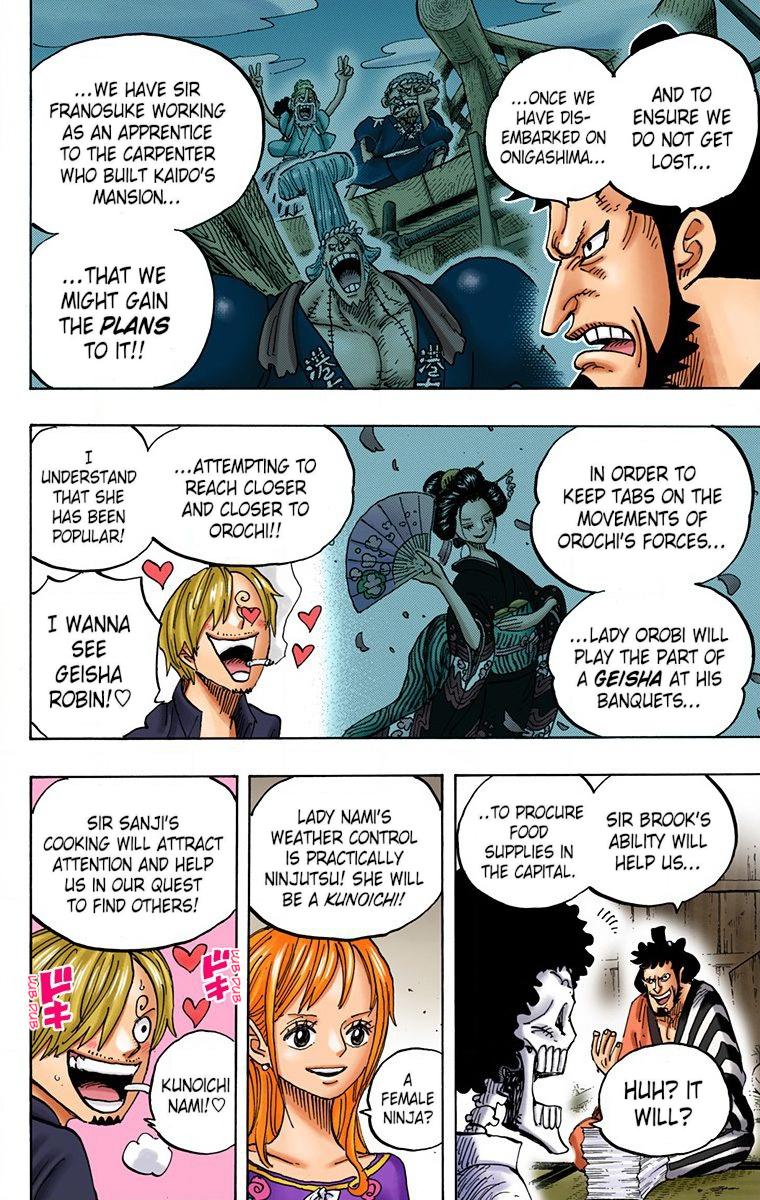 AND TO
ENSURE WE
DO NOT GET
LOST...
...ONCE WE
HAVE DIS-
EMBARKED ON
ONIGASHIMA...
...WE HAVE SIR
FRANOSUKE WORKING
AS AN APPRENTICE
TO THE CARPENTER
WHO BUILT KAIDO'S
MANSION...
...THAT WE
MIGHT GAIN
THE PLANS
TO IT!!
港
港
IN ORDER TO
KEEP TABS ON THE
MOVEMENTS OF
OROCHI'S FORCES...
...LADY OROBI WILL
PLAY THE PART OF
A GEISHA AT HIS
BANQUETS...
...ATTEMPTING TO
REACH CLOSER
AND CLOSER TO
OROCHI!!
I
UNDERSTAND
THAT SHE
HAS BEEN
POPULAR!
I WANNA
SEE
GEISHA
ROBIN!♡
SIR BROOK'S
ABILITY WILL
HELP US...
..TO PROCURE
FOOD
SUPPLIES IN
THE CAPITAL.
HUH? IT
WILL?
LADY NAMI'S
WEATHER CONTROL
IS PRACTICALLY
NINJUTSU! SHE WILL
BE A KUNOICHI!
A
FEMALE
NINJA?
SIR SANJI'S
COOKING WILL ATTRACT
ATTENTION AND HELP
US IN OUR QUEST
TO FIND OTHERS!
ドキ
LUB-DUB
ドキ
LUB-DUB
KUNOICHI
NAMI!♡